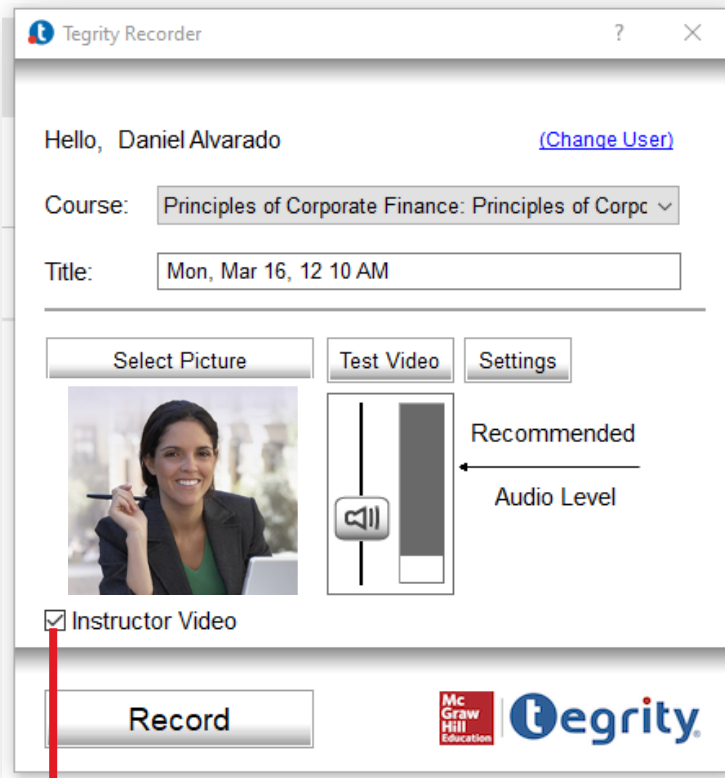 Tegrity Recorder ?
Hello, Daniel Alvarado (Change User)
Course: Principles of Corporate Finance: Principles of Corpc
Title: Mon, Mar 16, 12 10 AM
Select Picture Test Video Settings
Recommended
Audio Level
Instructor Video
Record
Mc
Graw
Hill
Education
tegrity